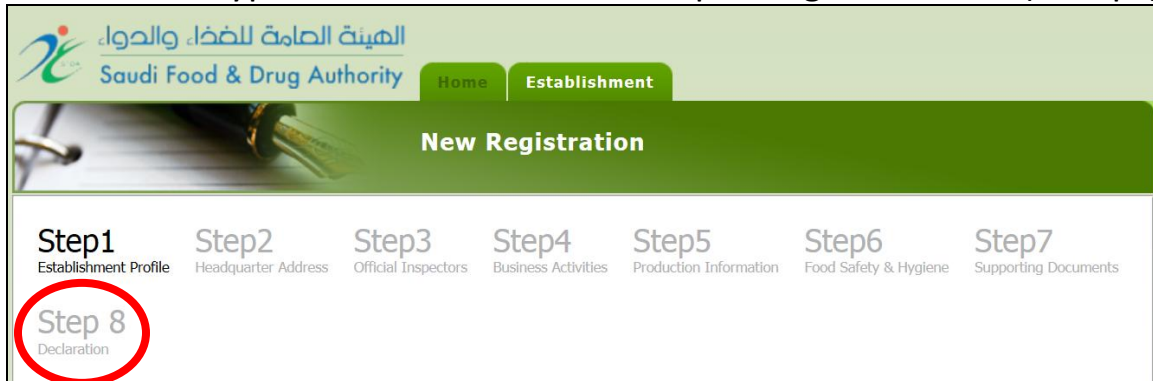 الهيئة العامة للغذاء والدواء
Saudi Food & Drug Authority
Home
Establishment
New Registration
Step1
Establishment Profile
Step2
Headquarter Address
Step3
Official Inspectors
Step4
Business Activities
Step5
Production Information
Step6
Food Safety & Hygiene
Step7
Supporting Documents
Step 8
Declaration